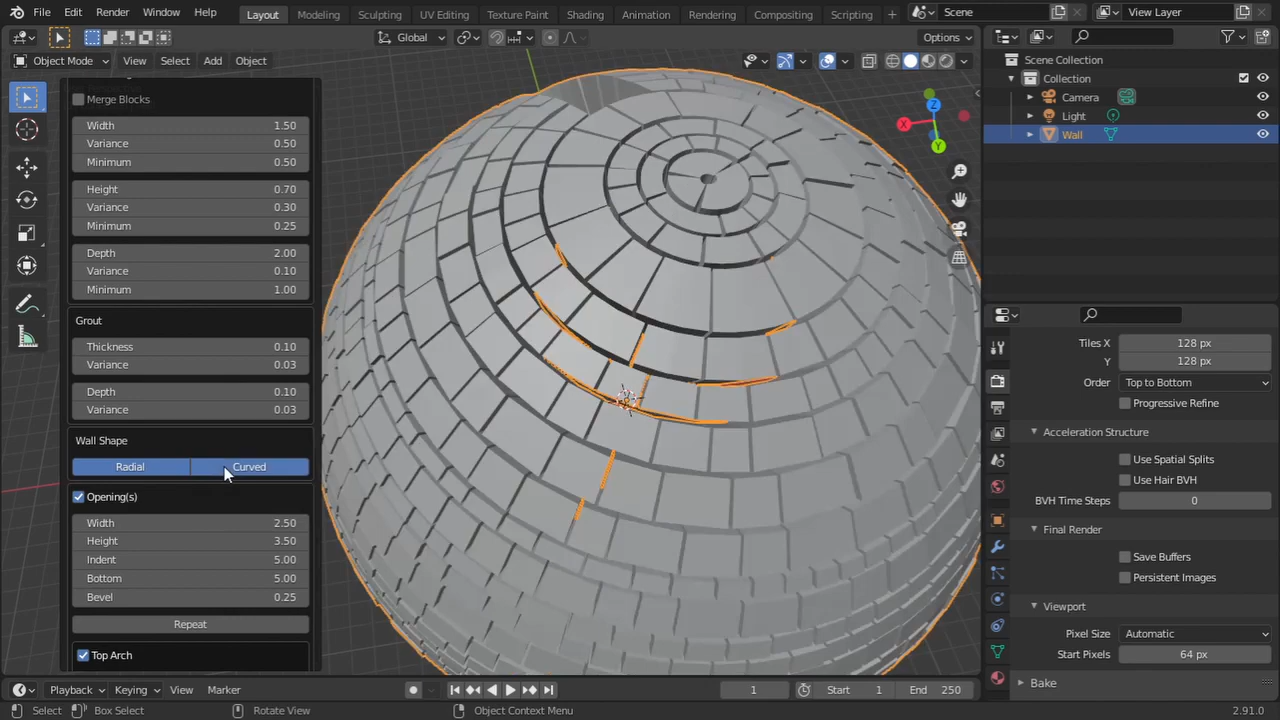 File Edit Render Window Help Layout Modeling Sculpting UV Editing Texture Paint Shading Animation Rendering Compositing Scripting + Scene View Layer
Global Options
Object Mode View Select Add Object
Scene Collection
Collection
Camera
Light
Wall
Merge Blocks
Width 1.50
Variance 0.50
Minimum 0.50
Height 0.70
Variance 0.30
Minimum 0.25
Depth 2.00
Variance 0.10
Minimum 1.00
Grout
Thickness 0.10
Variance 0.03
Depth 0.10
Variance 0.03
Wall Shape
Radial Curved
Opening(s)
Width 2.50
Height 3.50
Indent 5.00
Bottom 5.00
Bevel 0.25
Repeat
Top Arch
X
Y
Z
Tiles X 128 px
Y 128 px
Order Top to Bottom
Progressive Refine
Acceleration Structure
Use Spatial Splits
Use Hair BVH
BVH Time Steps 0
Final Render
Save Buffers
Persistent Images
Viewport
Pixel Size Automatic
Start Pixels 64 px
Bake
Playback Keying View Marker 1 Start 1 End 250
Select Box Select Rotate View Object Context Menu 2.91.0